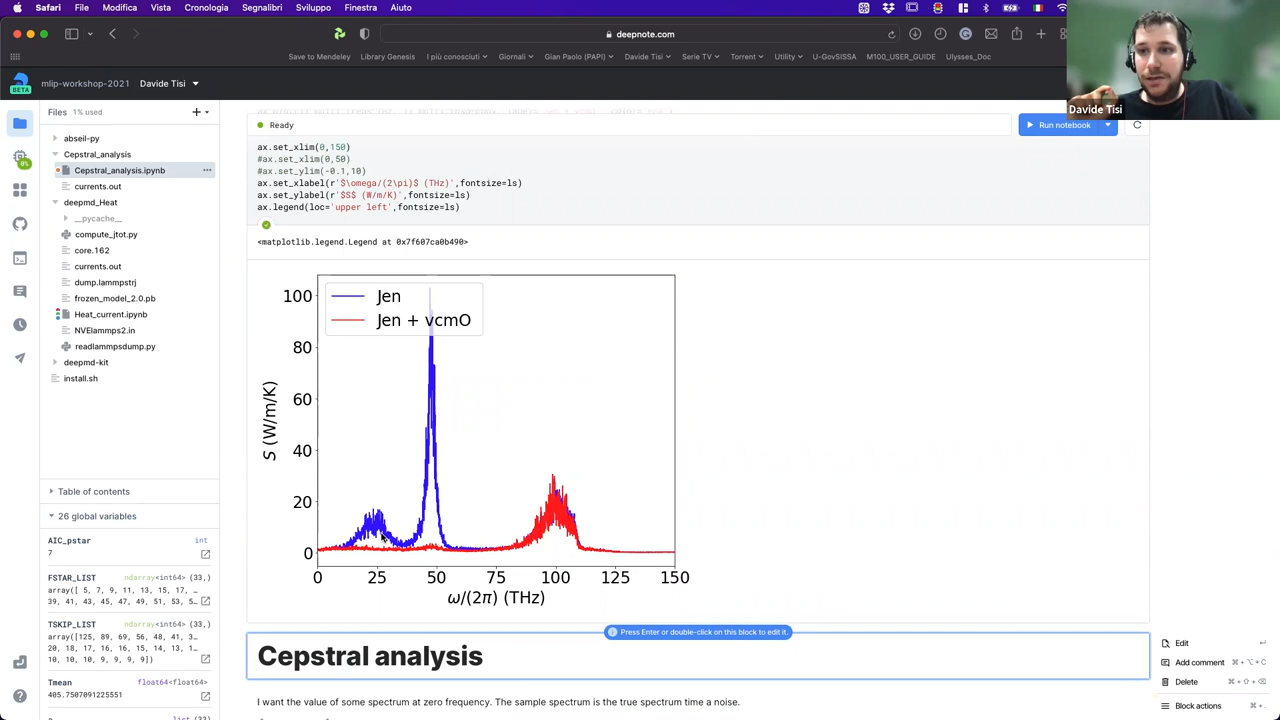 Safari File Modifica Vista Cronologia Segnalibri Sviluppo Finestra Aiuto
deepnote.com
Save to Mendeley Library Genesis I più conosciuti Giornali Gian Paolo (PAPI) Davide Tisi Serie TV Torrent Utility U-GovSISSA M100_USER_GUIDE Ulysses_Doc
BETA
mlip-workshop-2021 Davide Tisi
Davide Tisi
Files 1% used
Ready
Run notebook
abseil-py
Cepstral_analysis
Cepstral_analysis.ipynb
currents.out
deepmd_Heat
__pycache__
compute_jtot.py
core.162
currents.out
dump.lammpstrj
frozen_model_2.0.pb
Heat_current.ipynb
NVElammps2.in
readlammpsdump.py
deepmd-kit
install.sh
0%
ax.set_xlim(0,150)
#ax.set_xlim(0,50)
#ax.set_ylim(-0.1,10)
ax.set_xlabel(r'$\omega/(2\pi)$ (THz)',fontsize=ls)
ax.set_ylabel(r'$S$ (W/m/K)',fontsize=ls)
ax.legend(loc='upper left',fontsize=ls)
<matplotlib.legend.Legend at 0x7f607ca0b490>
Jen
Jen + vcmO
100
80
60
40
20
0
S (W/m/K)
0 25 50 75 100 125 150
ω/(2π) (THz)
Table of contents
26 global variables
AIC_pstar int
7
FSTAR_LIST ndarray<int64> (33,)
array([ 5, 7, 9, 11, 13, 15, 17, …
39, 41, 43, 45, 47, 49, 51, 53, 5…
TSKIP_LIST ndarray<int64> (33,)
array([125, 89, 69, 56, 48, 41, 3…
20, 18, 17, 16, 16, 15, 14, 13, 1…
10, 10, 10, 9, 9, 9, 9])
Tmean float64<float64>
405.7507091225551
Press Enter or double-click on this block to edit it.
Cepstral analysis
I want the value of some spectrum at zero frequency. The sample spectrum is the true spectrum time a noise.
Edit
Add comment ⌘+⌥+C
Delete ⌘+⇧+⌫
Block actions ⌘+.